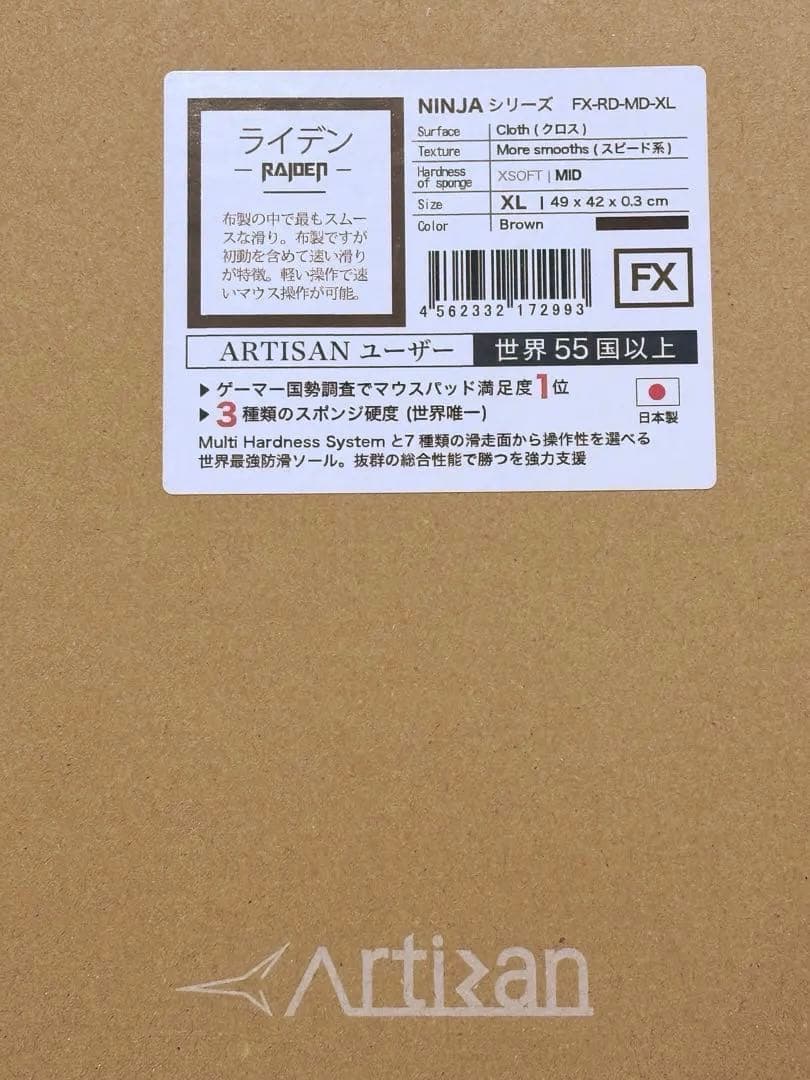 ライデン
RAIDEN
布製の中で最もスムー
スな滑り。布製ですが
初動を含めて速い滑り
が特徴。軽い操作で速
いマウス操作が可能。
NINJA シリーズ FX-RD-MD-XL
Surface Cloth (クロス)
Texture More smooths (スピード系)
Hardness of sponge XSOFT | MID
Size XL | 49 x 42 x 0.3 cm
Color Brown
4 562332 172993
FX
ARTISAN ユーザー 世界 55 国以上
▶ ゲーマー国勢調査でマウスパッド満足度1位
▶ 3 種類のスポンジ硬度 (世界唯一)
日本製
Multi Hardness System と7 種類の滑走面から操作性を選べる
世界最強防滑ソール。抜群の総合性能で勝つを強力支援
Artisan